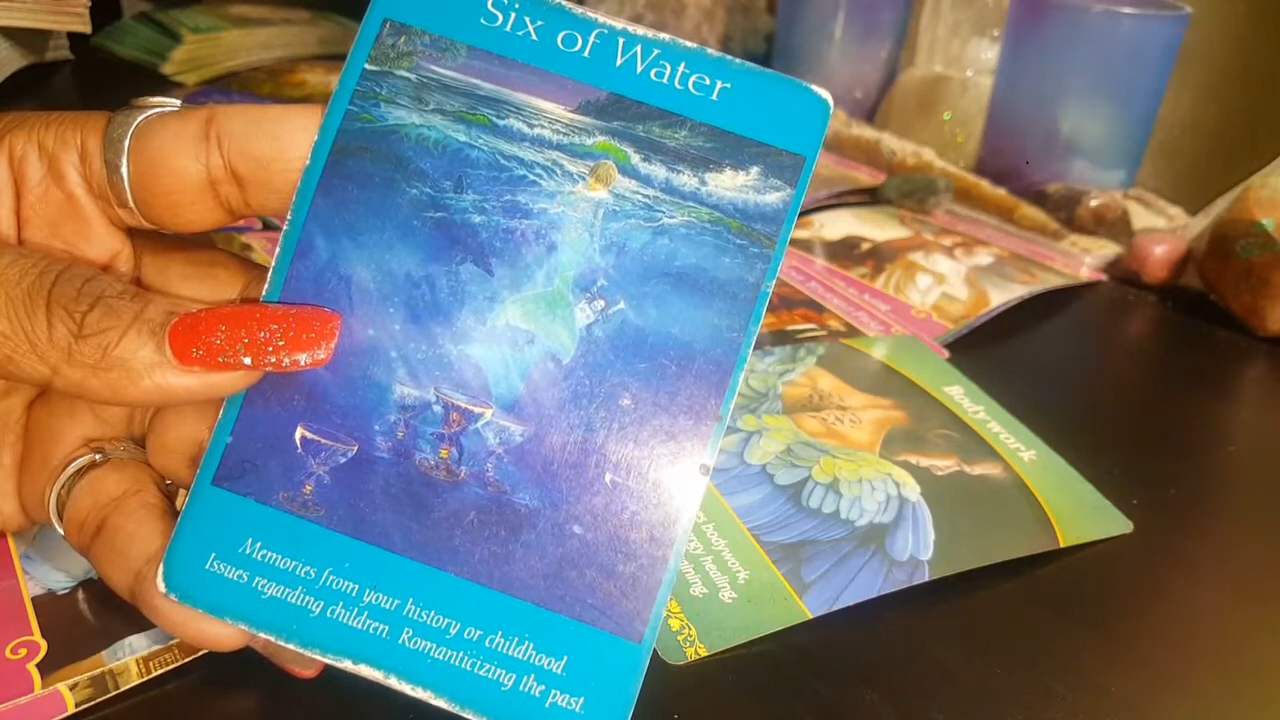 Six of Water
Memories from your history or childhood.
Issues regarding children. Romanticizing the past.
Bodywork
bodywork,
healing,